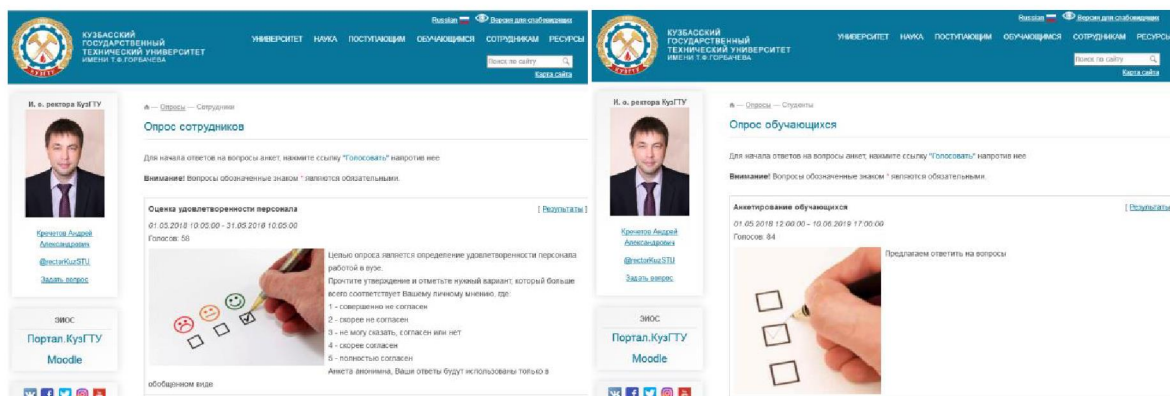 Russian
Версия для слабовидящих
КУЗБАССКИЙ
ГОСУДАРСТВЕННЫЙ
ТЕХНИЧЕСКИЙ УНИВЕРСИТЕТ
ИМЕНИ Т.Ф.ГОРБАЧЕВА
УНИВЕРСИТЕТ НАУКА ПОСТУПАЮЩИМ ОБУЧАЮЩИМСЯ СОТРУДНИКАМ РЕСУРСЫ
Поиск по сайту
Карта сайта
КУЗГТУ
И. о. ректора КузГТУ
Кречетов Андрей
Александрович
@rectorKuzSTU
Задать вопрос
ЭИОС
Портал.КузГТУ
Moodle
— Опросы — Сотрудники
Опрос сотрудников
Для начала ответов на вопросы анкет, нажмите ссылку "Голосовать" напротив нее
Внимание! Вопросы обозначенные знаком * являются обязательными.
Оценка удовлетворенности персонала [ Результаты ]
01.05.2018 10:05:00 - 31.05.2018 10:05:00
Голосов: 58
Целью опроса является определение удовлетворенности персонала
работой в вузе.
Прочтите утверждение и отметьте нужный вариант, который больше
всего соответствует Вашему личному мнению, где:
1 - совершенно не согласен
2 - скорее не согласен
3 - не могу сказать, согласен или нет
4 - скорее согласен
5 - полностью согласен
Анкета анонимна, Ваши ответы будут использованы только в
обобщенном виде
Russian
Версия для слабовидящих
КУЗБАССКИЙ
ГОСУДАРСТВЕННЫЙ
ТЕХНИЧЕСКИЙ УНИВЕРСИТЕТ
ИМЕНИ Т.Ф.ГОРБАЧЕВА
УНИВЕРСИТЕТ НАУКА ПОСТУПАЮЩИМ ОБУЧАЮЩИМСЯ СОТРУДНИКАМ РЕСУРСЫ
Поиск по сайту
Карта сайта
КУЗГТУ
И. о. ректора КузГТУ
Кречетов Андрей
Александрович
@rectorKuzSTU
Задать вопрос
ЭИОС
Портал.КузГТУ
Moodle
— Опросы — Студенты
Опрос обучающихся
Для начала ответов на вопросы анкет, нажмите ссылку "Голосовать" напротив нее
Внимание! Вопросы обозначенные знаком * являются обязательными.
Анкетирование обучающихся [ Результаты
01.05.2018 12:00:00 - 10.06.2019 17:00:00
Голосов: 84
Предлагаем ответить на вопросы